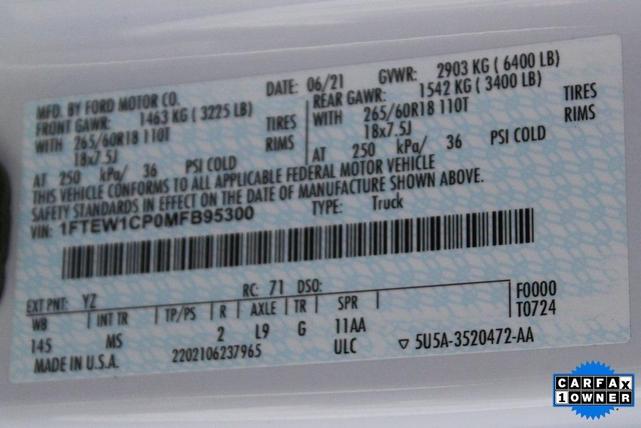 MFD. BY FORD MOTOR CO. DATE: 06/21 GVWR: 2903 KG ( 6400 LB)
FRONT GAWR: 1463 KG ( 3225 LB) REAR GAWR: 1542 KG ( 3400 LB)
WITH 265/60R18 110T TIRES WITH 265/60R18 110T TIRES
18x7.5J RIMS 18x7.5J RIMS
AT 250 kPa/ 36 PSI COLD AT 250 kPa/ 36 PSI COLD
THIS VEHICLE CONFORMS TO ALL APPLICABLE FEDERAL MOTOR VEHICLE
SAFETY STANDARDS IN EFFECT ON THE DATE OF MANUFACTURE SHOWN ABOVE.
VIN: 1FTEW1CP0MFB95300 TYPE: Truck
EXT PNT: YZ RC: 71 DSO:
WB INT TR TP/PS R AXLE TR SPR F0000
145 MS 2 L9 G 11AA T0724
MADE IN U.S.A. 2202106237965 ULC ▽ 5U5A-3520472-AA
CARFAX
1 OWNER